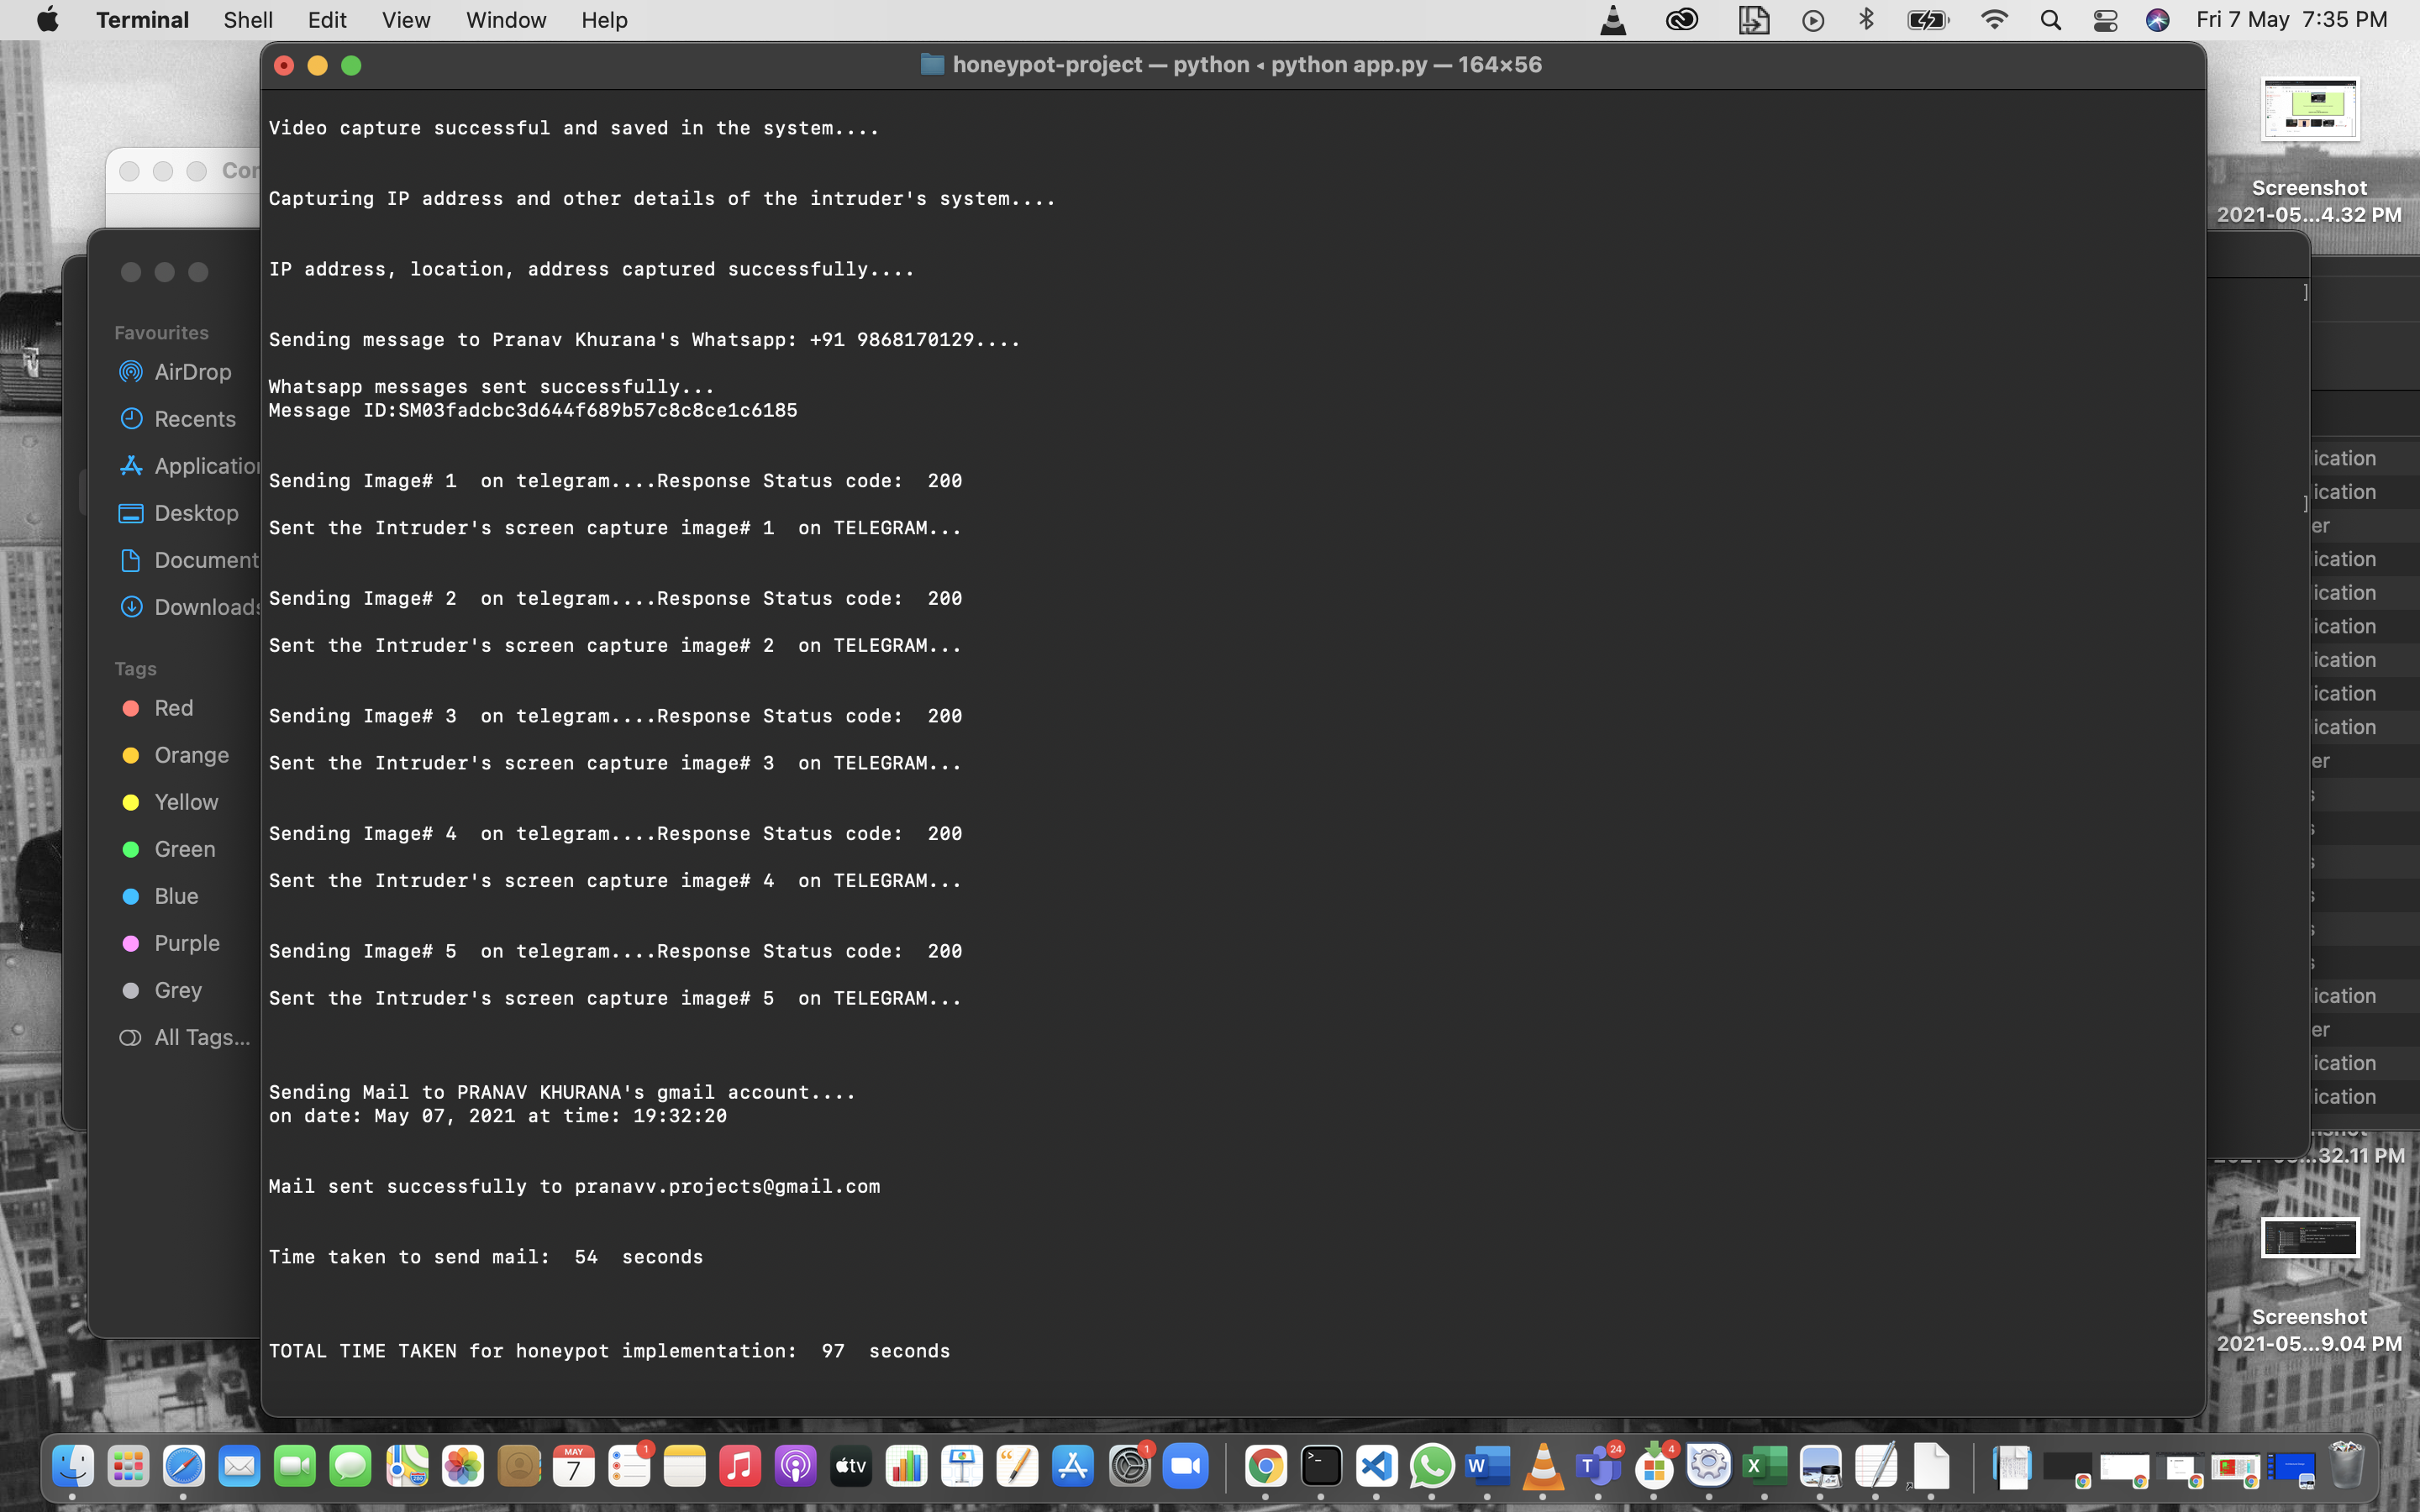 Terminal Shell Edit View Window Help
Fri 7 May 7:35 PM
honeypot-project — python ◂ python app.py — 164×56
Video capture successful and saved in the system....
Capturing IP address and other details of the intruder's system....
IP address, location, address captured successfully....
Sending message to Pranav Khurana's Whatsapp: +91 9868170129....
Whatsapp messages sent successfully...
Message ID:SM03fadcbc3d644f689b57c8c8ce1c6185
Sending Image# 1 on telegram....Response Status code: 200
Sent the Intruder's screen capture image# 1 on TELEGRAM...
Sending Image# 2 on telegram....Response Status code: 200
Sent the Intruder's screen capture image# 2 on TELEGRAM...
Sending Image# 3 on telegram....Response Status code: 200
Sent the Intruder's screen capture image# 3 on TELEGRAM...
Sending Image# 4 on telegram....Response Status code: 200
Sent the Intruder's screen capture image# 4 on TELEGRAM...
Sending Image# 5 on telegram....Response Status code: 200
Sent the Intruder's screen capture image# 5 on TELEGRAM...
Sending Mail to PRANAV KHURANA's gmail account....
on date: May 07, 2021 at time: 19:32:20
Mail sent successfully to pranavv.projects@gmail.com
Time taken to send mail: 54 seconds
TOTAL TIME TAKEN for honeypot implementation: 97 seconds
Cor
Favourites
AirDrop
Recents
Applicatio
Desktop
Document
Downloads
Tags
Red
Orange
Yellow
Green
Blue
Purple
Grey
All Tags...
Screenshot
2021-05...4.32 PM
]
ication
ication
]
er
ication
ication
ication
ication
ication
ication
er
s
s
s
s
s
s
ication
er
ication
ication
32.11 PM
Screenshot
2021-05...9.04 PM
MAY
7
1
tv
1
W
T
24
4
X